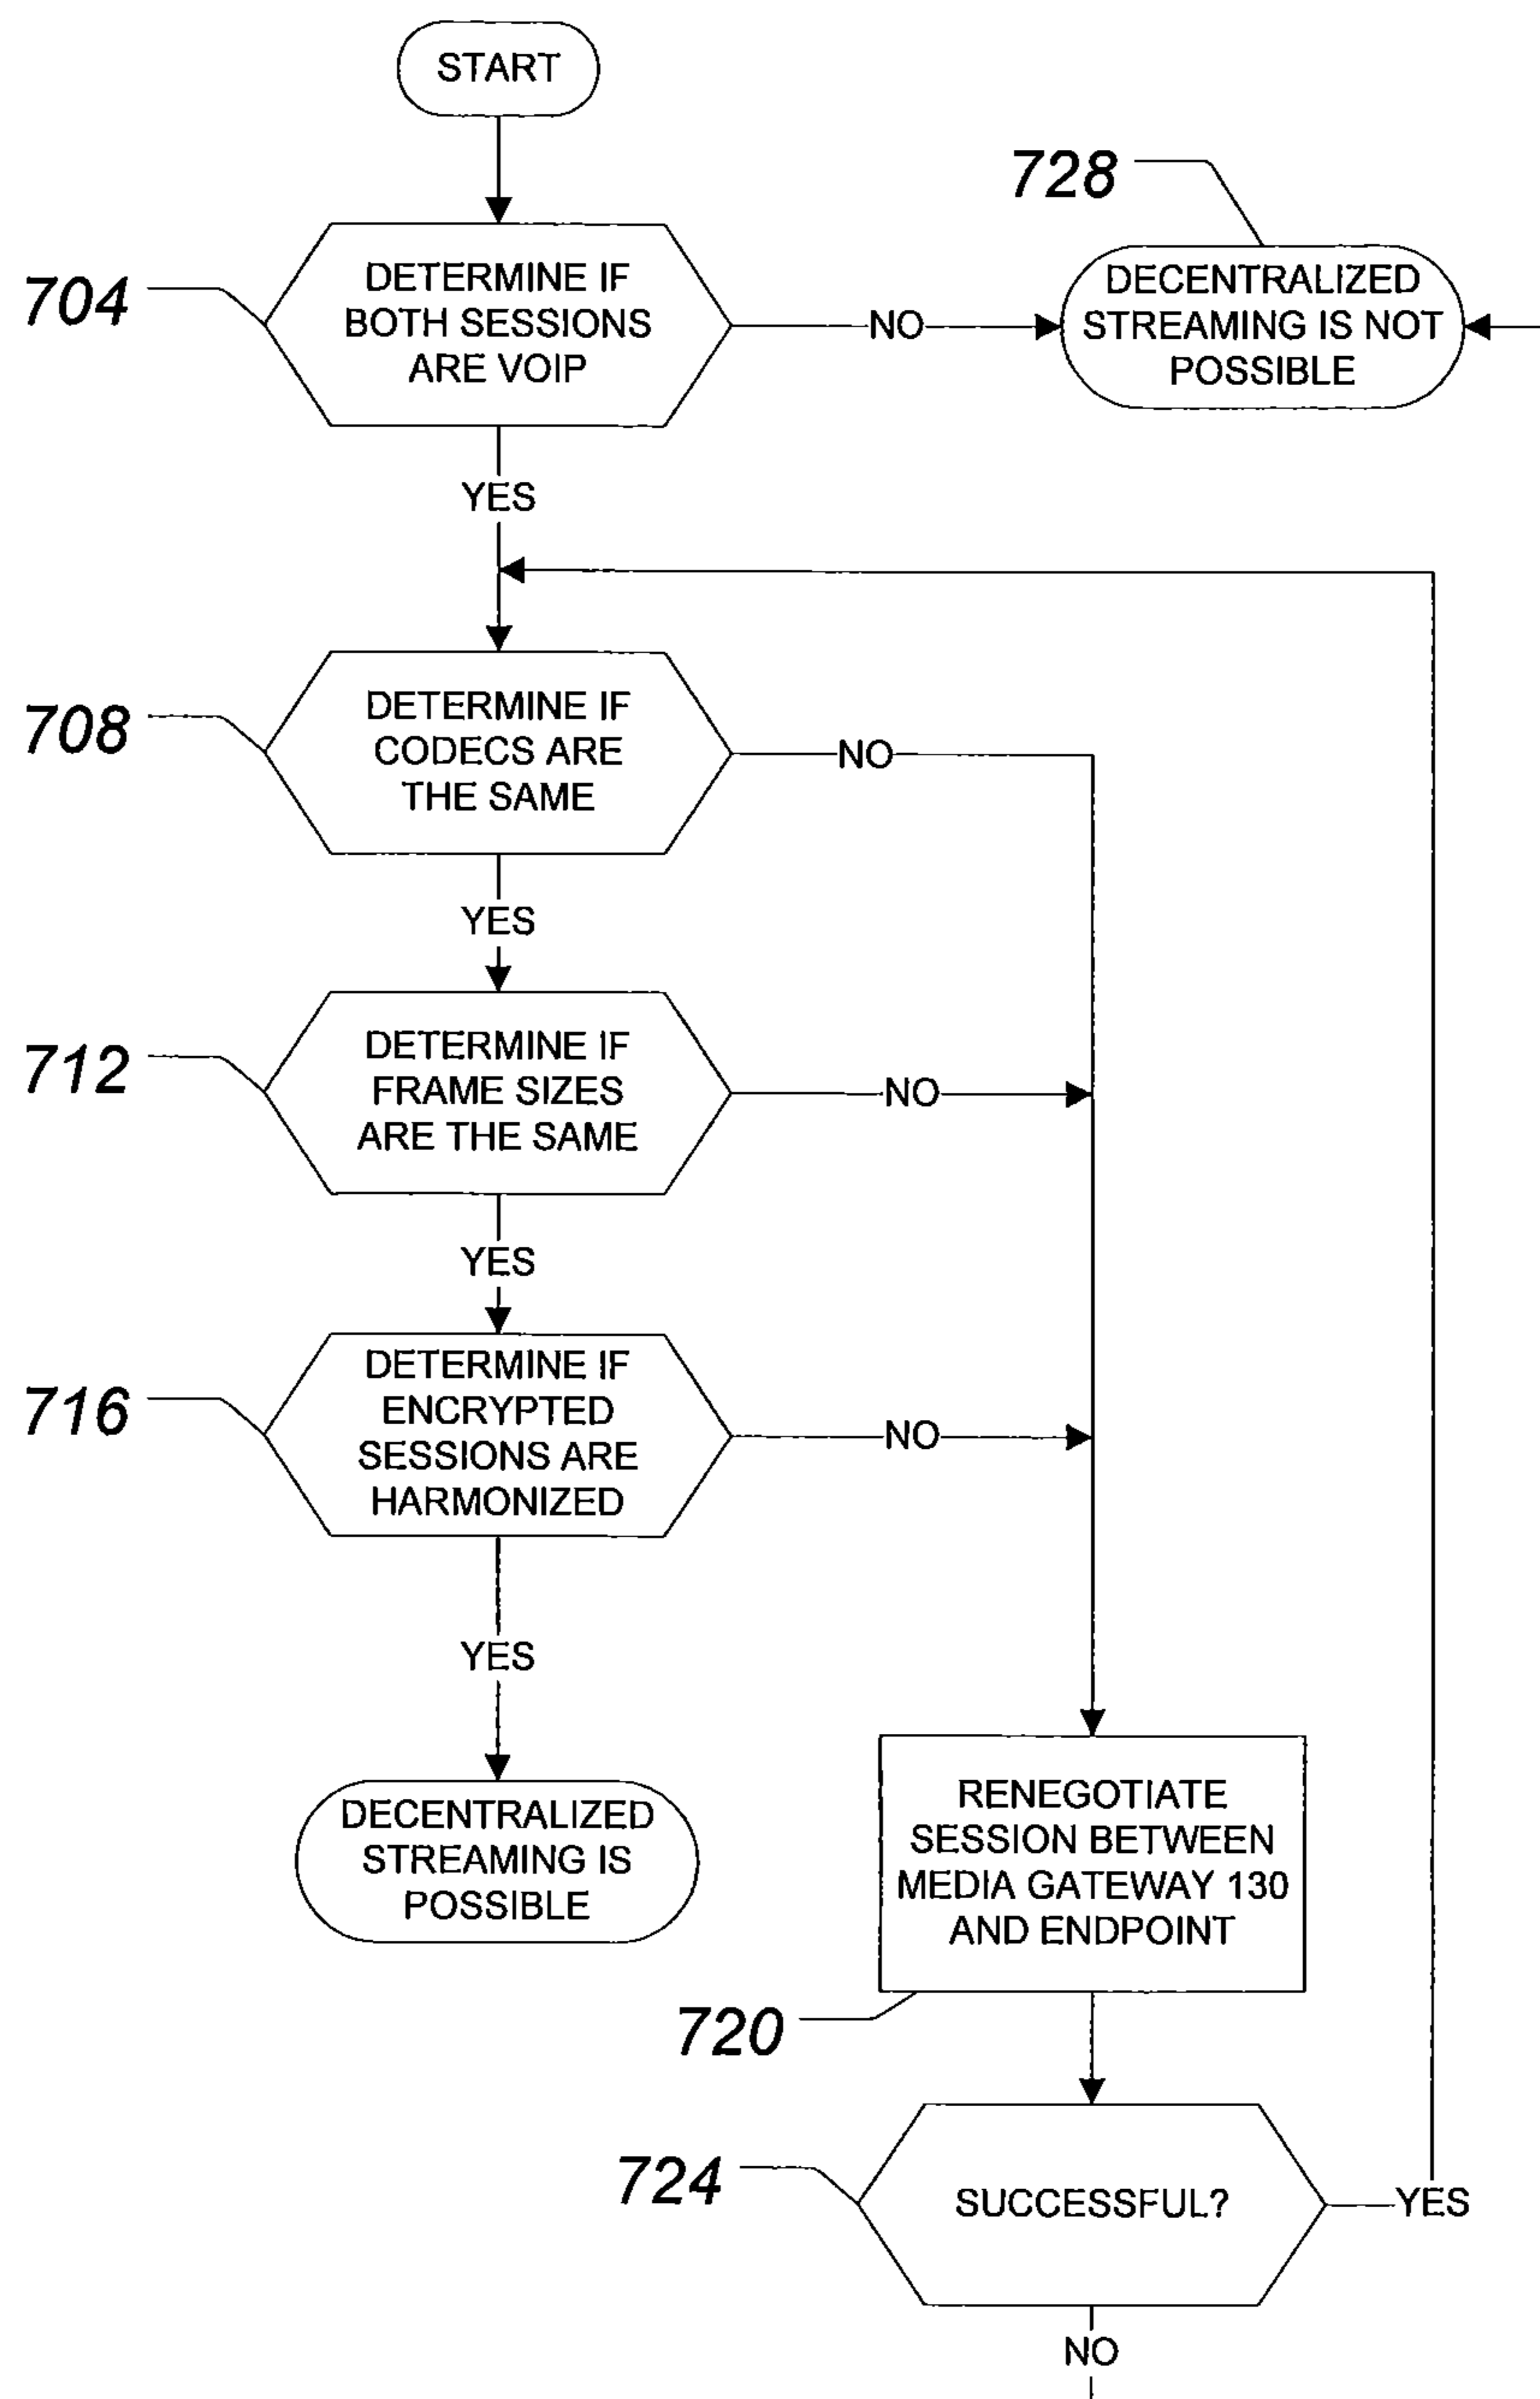 START
728
704
DETERMINE IF
BOTH SESSIONS
ARE VOIP
NO
DECENTRALIZED
STREAMING IS NOT
POSSIBLE
YES
708
DETERMINE IF
CODECS ARE
THE SAME
NO
YES
712
DETERMINE IF
FRAME SIZES
ARE THE SAME
NO
YES
716
DETERMINE IF
ENCRYPTED
SESSIONS ARE
HARMONIZED
NO
YES
DECENTRALIZED
STREAMING IS
POSSIBLE
RENEGOTIATE
SESSION BETWEEN
MEDIA GATEWAY 130
AND ENDPOINT
720
724
SUCCESSFUL?
YES
NO